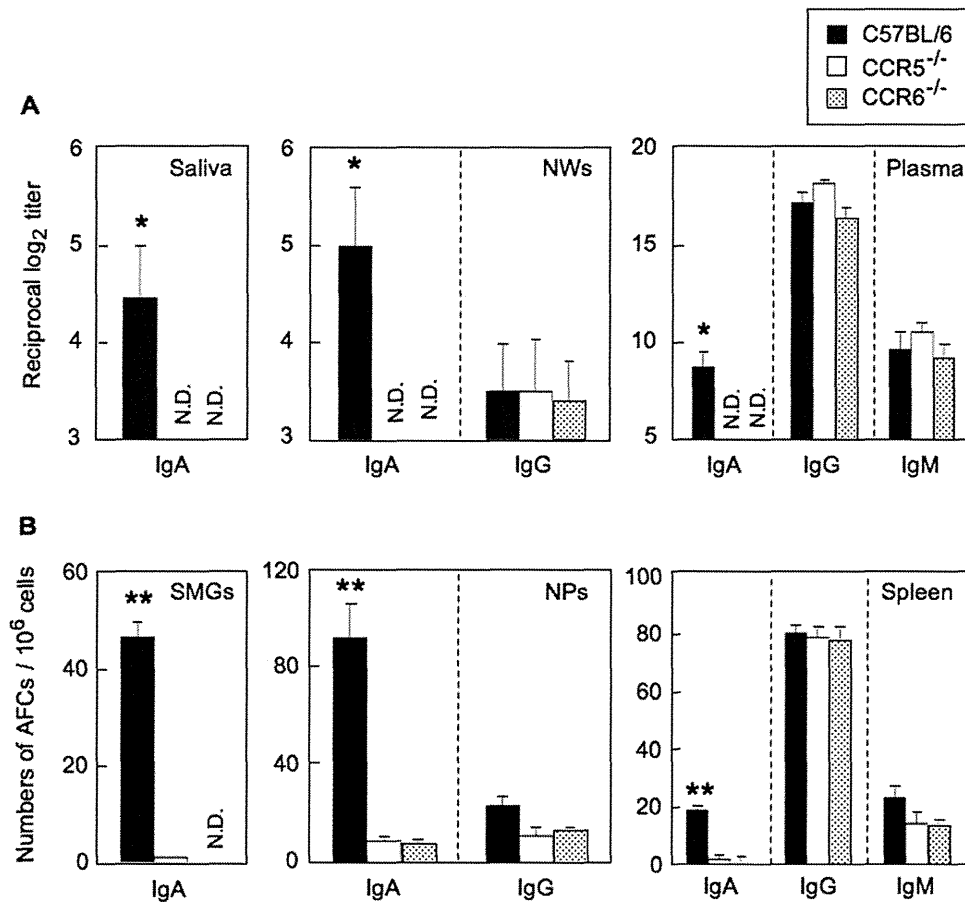 C57BL/6
CCR5-/-
CCR6-/-
A
Reciprocal log2 titer
6
5
4
3
Saliva
*
N.D.
N.D.
IgA
6
5
4
3
NWs
*
N.D.
N.D.
IgA
IgG
20
15
10
5
Plasma
*
N.D.
N.D.
IgA
IgG
IgM
B
Numbers of AFCs / 10^6 cells
60
40
20
0
SMGs
**
N.D.
IgA
120
80
40
0
NPs
**
IgA
IgG
100
80
60
40
20
0
Spleen
**
IgA
IgG
IgM